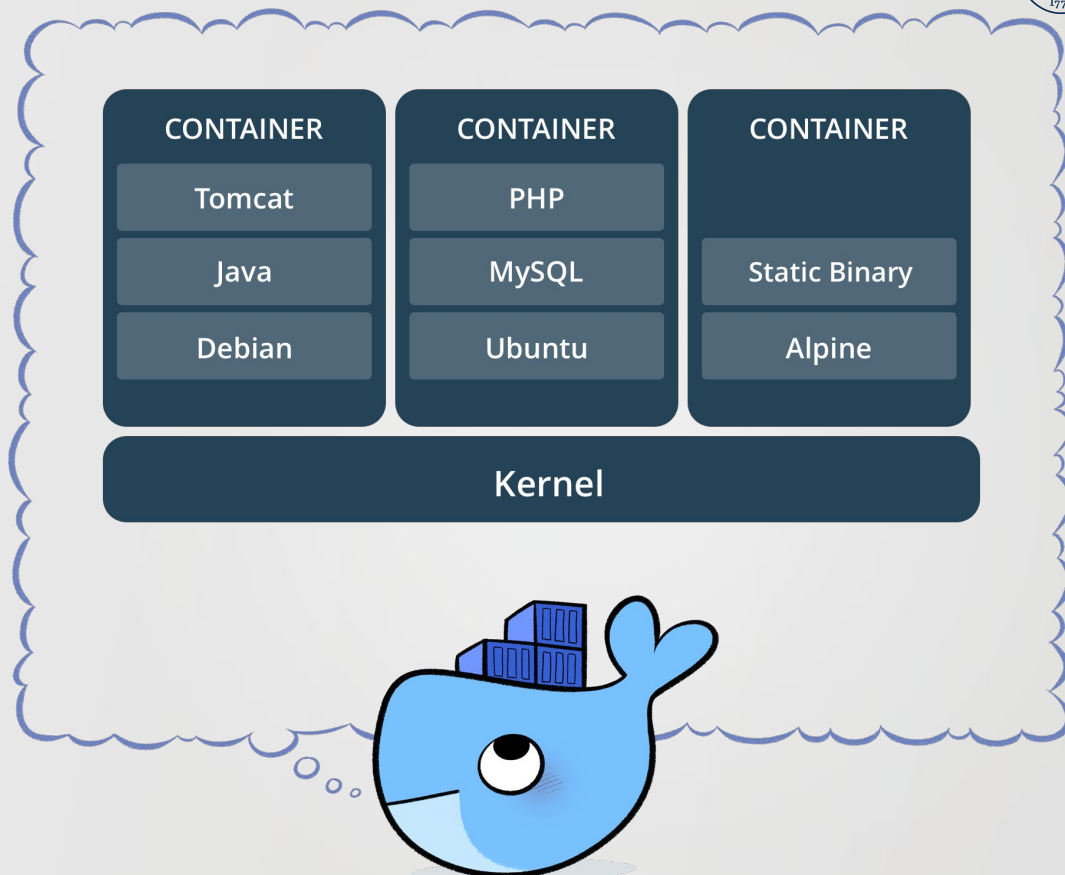 CONTAINER
Tomcat
Java
Debian
CONTAINER
PHP
MySQL
Ubuntu
CONTAINER
Static Binary
Alpine
Kernel